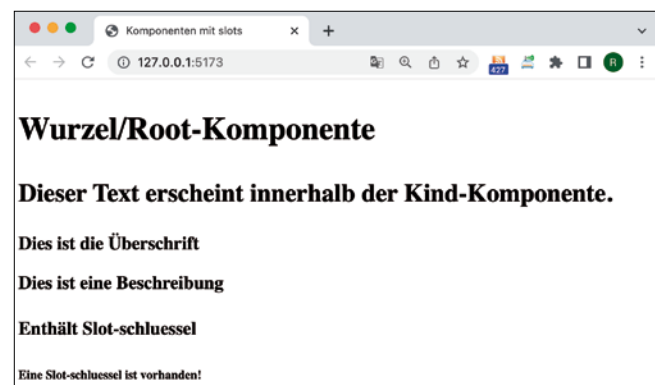 Komponenten mit slots
127.0.0.1:5173
427
R
Wurzel/Root-Komponente
Dieser Text erscheint innerhalb der Kind-Komponente.
Dies ist die Überschrift
Dies ist eine Beschreibung
Enthält Slot-schluessel
Eine Slot-schluessel ist vorhanden!